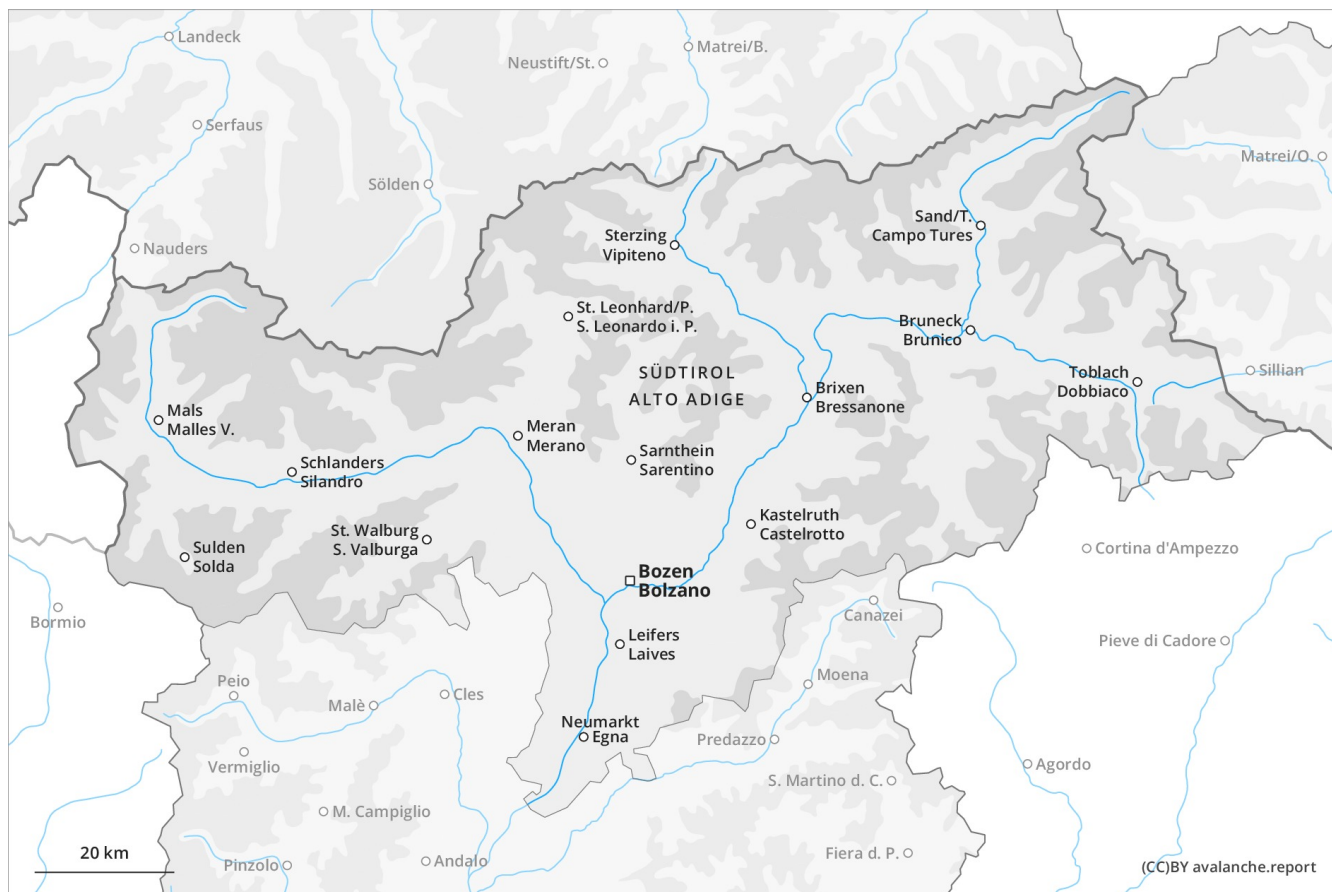 Landeck
Matrei/B.
Neustift/St.
Serfaus
Matrei/O.
Sölden
Sand/T.
Campo Tures
Sterzing
Vipiteno
Nauders
St. Leonhard/P.
S. Leonardo i. P.
Bruneck
Brunico
SÜDTIROL
ALTO ADIGE
Toblach
Dobbiaco
Sillian
Brixen
Bressanone
Mals
Malles V.
Meran
Merano
Sarnthein
Sarentino
Schlanders
Silandro
Kastelruth
Castelrotto
St. Walburg
S. Valburga
Sulden
Solda
Cortina d'Ampezzo
Bozen
Bolzano
Bormio
Canazei
Leifers
Laives
Pieve di Cadore
Peio
Malè
Cles
Moena
Neumarkt
Egna
Predazzo
Vermiglio
Agordo
S. Martino d. C.
M. Campiglio
20 km
Pinzolo
Andalo
Fiera d. P.
(CC)BY avalanche.report